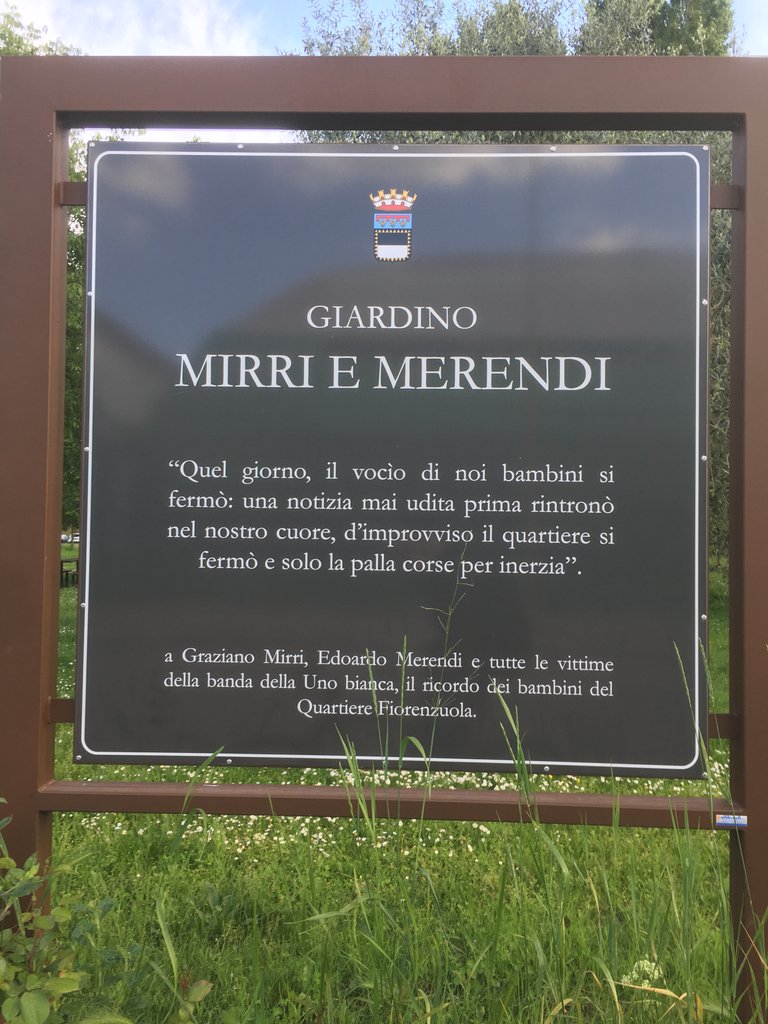 GIARDINO
MIRRI E MERENDI
“Quel giorno, il vocìo di noi bambini si
fermò: una notizia mai udita prima rintronò
nel nostro cuore, d’improvviso il quartiere si
fermò e solo la palla corse per inerzia”.
a Graziano Mirri, Edoardo Merendi e tutte le vittime
della banda della Uno bianca, il ricordo dei bambini del
Quartiere Fiorenzuola.